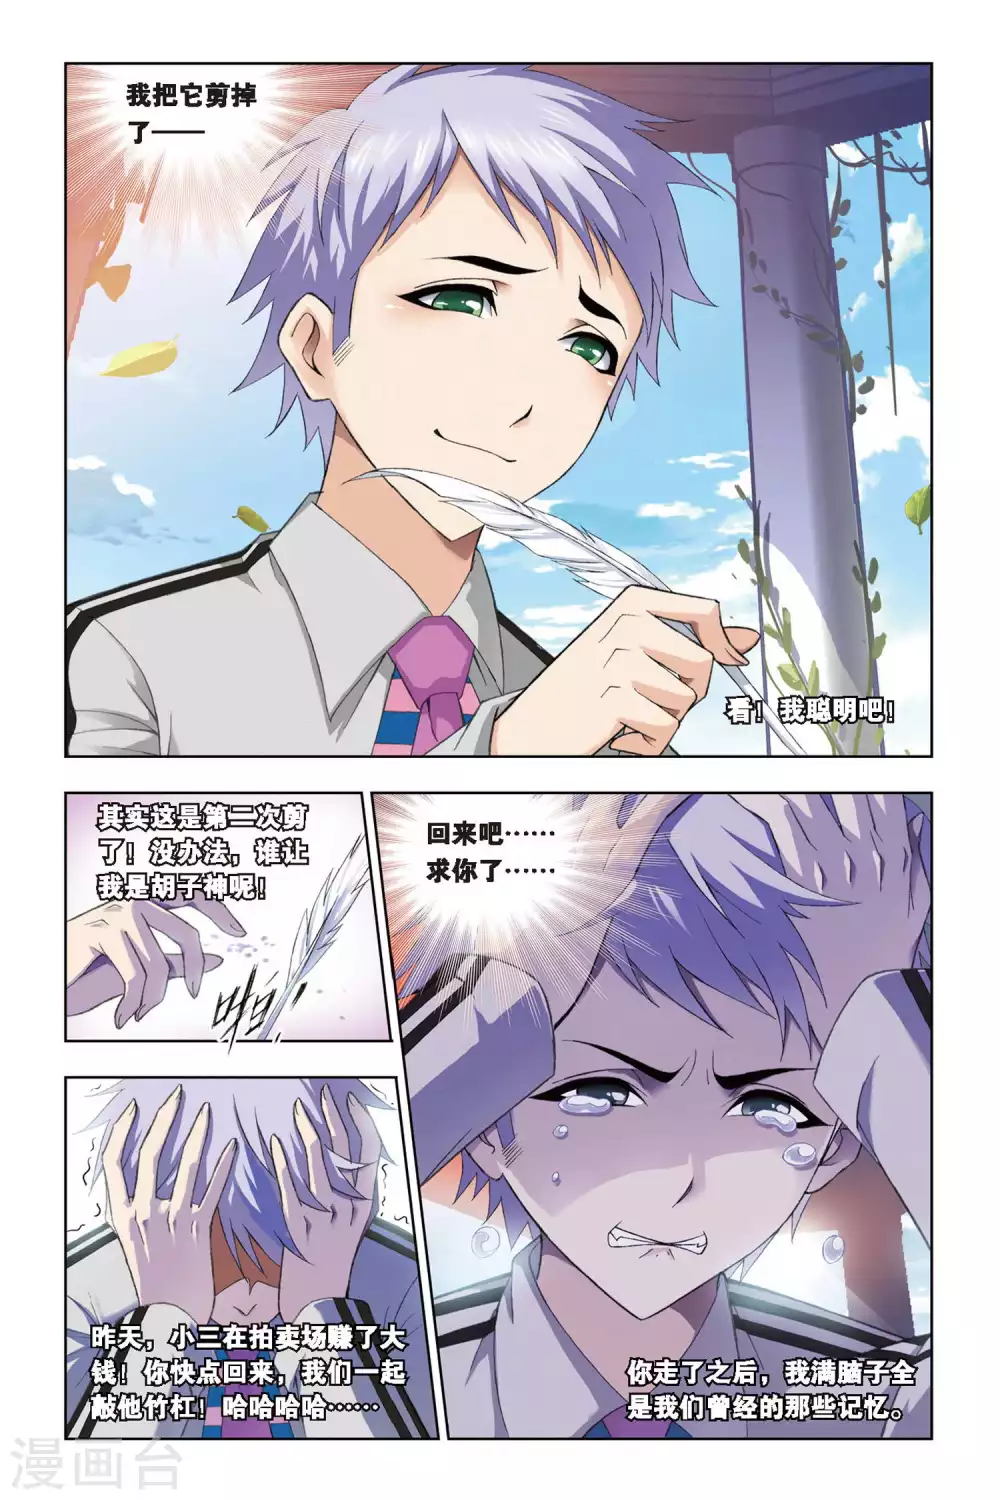 我把它剪掉
了——
看！我聪明吧！
其实这是第二次剪
了！没办法，谁让
我是胡子神呢！
啪
回来吧……
求你了……
昨天，小三在拍卖场赚了大
钱！你快点回来，我们一起
敲他竹杠！哈哈哈哈……
你走了之后，我满脑子全
是我们曾经的那些记忆。
漫画台